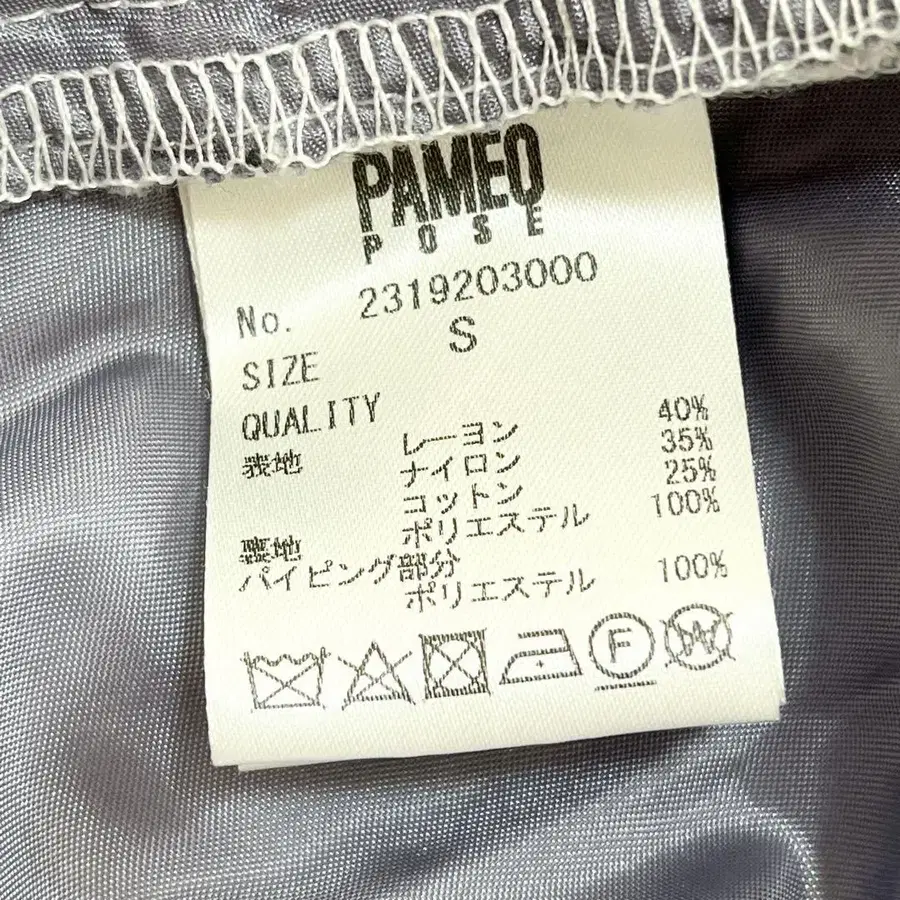 PAMEO
POSE
No. 2319203000
SIZE S
QUALITY
表地 レーヨン 40%
ナイロン 35%
コットン 25%
裏地 ポリエステル 100%
パイピング部分
ポリエステル 100%
F
W